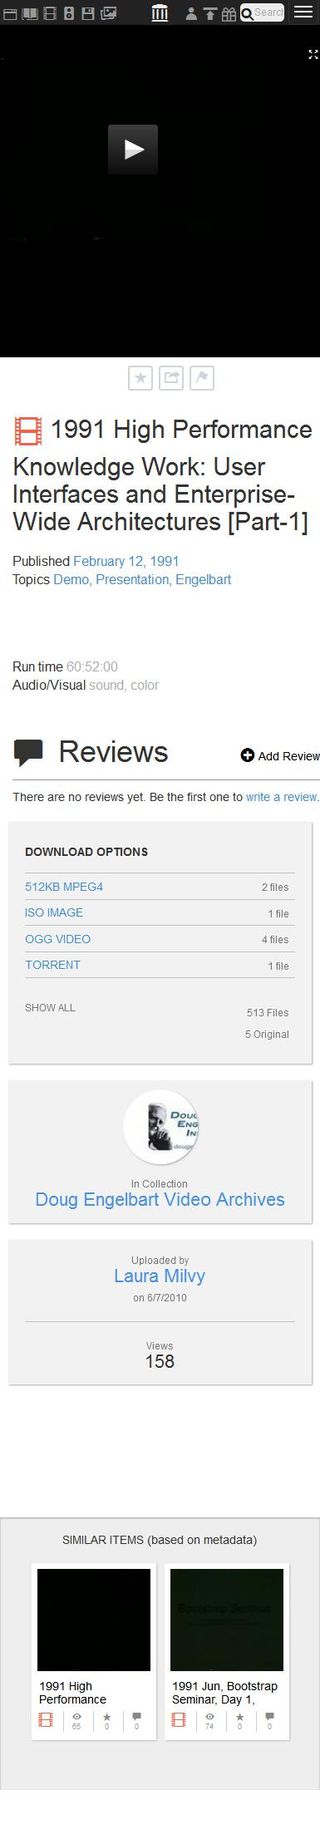 Search
1991 High Performance
Knowledge Work: User
Interfaces and Enterprise-
Wide Architectures [Part-1]
Published February 12, 1991
Topics Demo, Presentation, Engelbart
Run time 60:52:00
Audio/Visual sound, color
Reviews
Add Review
There are no reviews yet. Be the first one to write a review.
DOWNLOAD OPTIONS
512KB MPEG4 2 files
ISO IMAGE 1 file
OGG VIDEO 4 files
TORRENT 1 file
SHOW ALL 513 Files
5 Original
Doug
Eng
In
douge
In Collection
Doug Engelbart Video Archives
Uploaded by
Laura Milvy
on 6/7/2010
Views
158
SIMILAR ITEMS (based on metadata)
Bootstrap Seminar
1991 High
Performance
65 0 0
1991 Jun, Bootstrap
Seminar, Day 1,
74 0 0